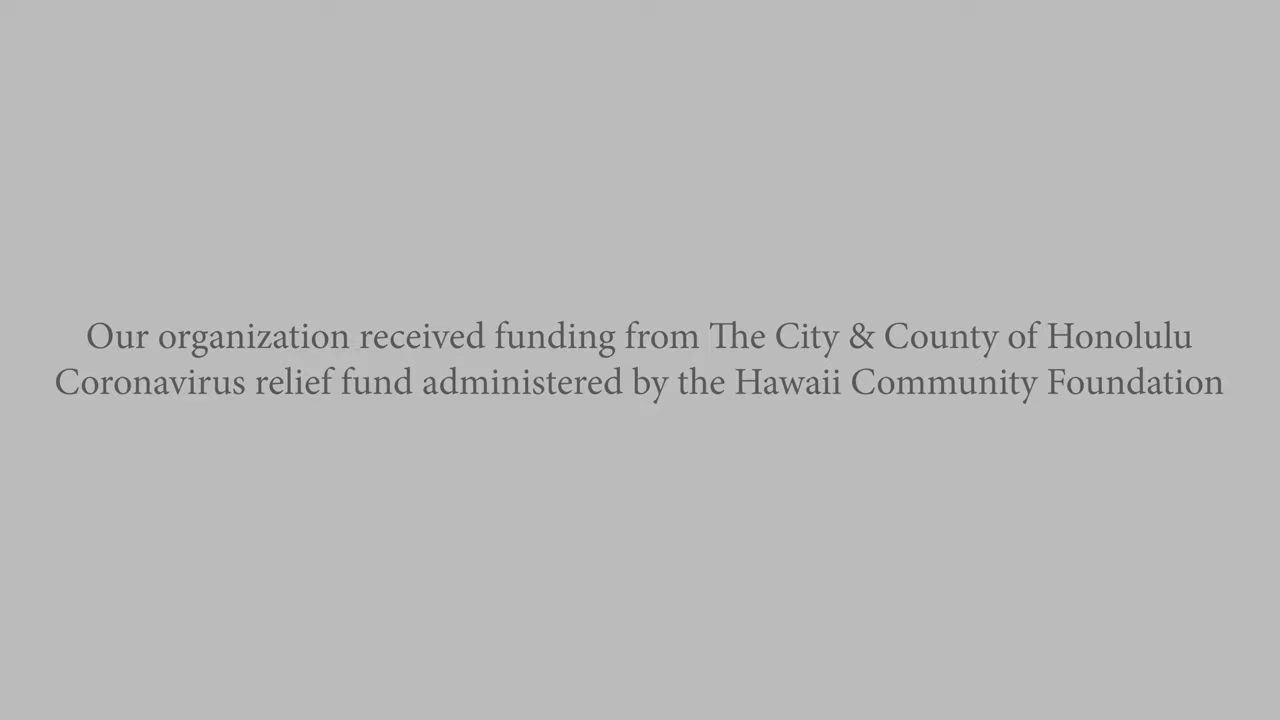 Our organization received funding from The City & County of Honolulu
Coronavirus relief fund administered by the Hawaii Community Foundation